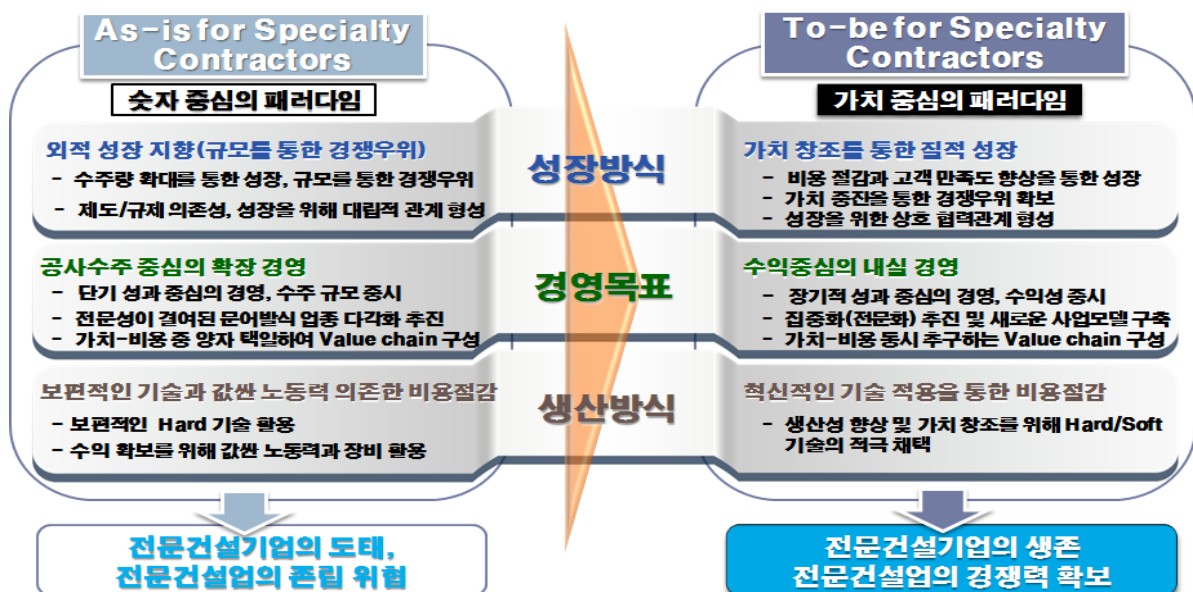 As-is for Specialty
Contractors
숫자 중심의 패러다임
외적 성장 지향(규모를 통한 경쟁우위)
- 수주량 확대를 통한 성장, 규모를 통한 경쟁우위
- 제도/규제 의존성, 성장을 위해 대립적 관계 형성
공사수주 중심의 확장 경영
- 단기 성과 중심의 경영, 수주 규모 중시
- 전문성이 결여된 문어발식 업종 다각화 추진
- 가치-비용 중 양자 택일하여 Value chain 구성
보편적인 기술과 값싼 노동력 의존한 비용절감
- 보편적인 Hard 기술 활용
- 수익 확보를 위해 값싼 노동력과 장비 활용
전문건설기업의 도태,
전문건설업의 존립 위험
성장방식
경영목표
생산방식
To-be for Specialty
Contractors
가치 중심의 패러다임
가치 창조를 통한 질적 성장
- 비용 절감과 고객 만족도 향상을 통한 성장
- 가치 증진을 통한 경쟁우위 확보
- 성장을 위한 상호 협력관계 형성
수익중심의 내실 경영
- 장기적 성과 중심의 경영, 수익성 중시
- 집중화(전문화) 추진 및 새로운 사업모델 구축
- 가치-비용 동시 추구하는 Value chain 구성
혁신적인 기술 적용을 통한 비용절감
- 생산성 향상 및 가치 창조를 위해 Hard/Soft
기술의 적극 채택
전문건설기업의 생존
전문건설업의 경쟁력 확보